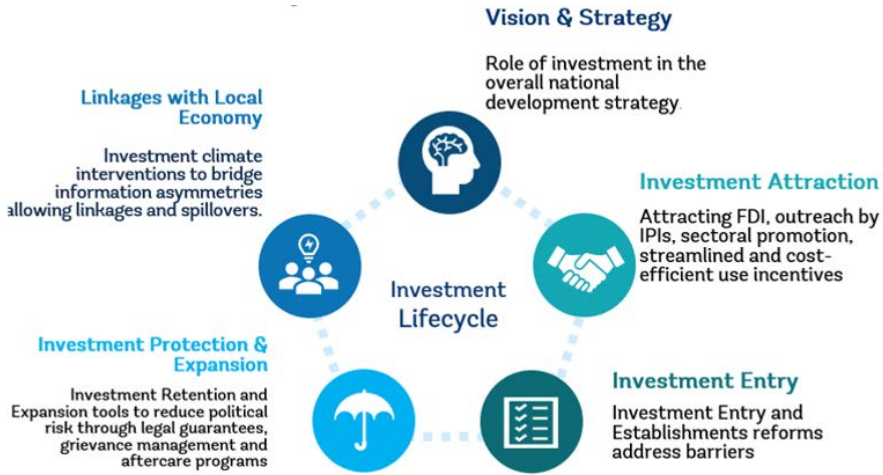 Vision & Strategy
Role of investment in the
overall national
development strategy.
Linkages with Local
Economy
Investment climate
interventions to bridge
information asymmetries
allowing linkages and spillovers.
Investment Attraction
Attracting FDI, outreach by
IPIs, sectoral promotion,
streamlined and cost-
efficient use incentives
Investment
Lifecycle
Investment Protection &
Expansion
Investment Retention and
Expansion tools to reduce political
risk through legal guarantees,
grievance management and
aftercare programs
Investment Entry
Investment Entry and
Establishments reforms
address barriers